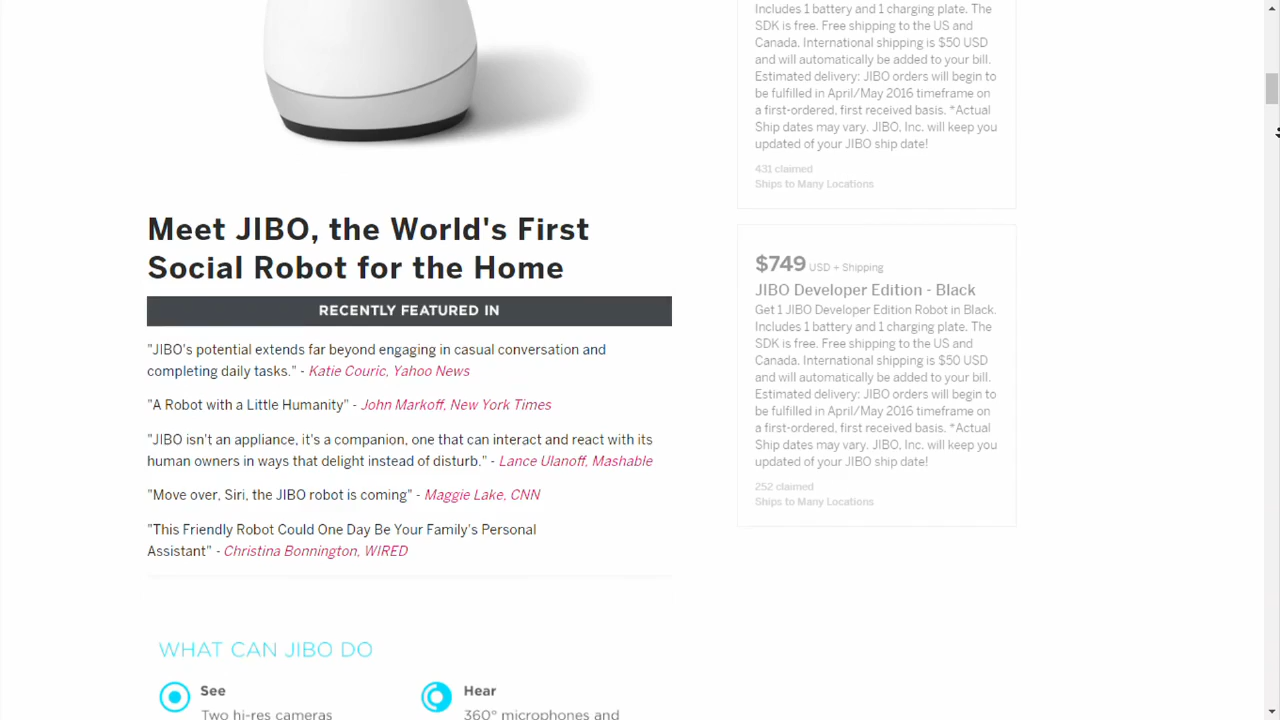 Meet JIBO, the World's First
Social Robot for the Home
RECENTLY FEATURED IN
"JIBO's potential extends far beyond engaging in casual conversation and
completing daily tasks." - Katie Couric, Yahoo News
"A Robot with a Little Humanity" - John Markoff, New York Times
"JIBO isn't an appliance, it's a companion, one that can interact and react with its
human owners in ways that delight instead of disturb." - Lance Ulanoff, Mashable
"Move over, Siri, the JIBO robot is coming" - Maggie Lake, CNN
"This Friendly Robot Could One Day Be Your Family's Personal
Assistant" - Christina Bonnington, WIRED
WHAT CAN JIBO DO
See
Two hi-res cameras
Hear
360° microphones and
Includes 1 battery and 1 charging plate. The
SDK is free. Free shipping to the US and
Canada. International shipping is $50 USD
and will automatically be added to your bill.
Estimated delivery: JIBO orders will begin to
be fulfilled in April/May 2016 timeframe on
a first-ordered, first received basis. *Actual
Ship dates may vary. JIBO, Inc. will keep you
updated of your JIBO ship date!
431 claimed
Ships to Many Locations
$749 USD + Shipping
JIBO Developer Edition - Black
Get 1 JIBO Developer Edition Robot in Black.
Includes 1 battery and 1 charging plate. The
SDK is free. Free shipping to the US and
Canada. International shipping is $50 USD
and will automatically be added to your bill.
Estimated delivery: JIBO orders will begin to
be fulfilled in April/May 2016 timeframe on
a first-ordered, first received basis. *Actual
Ship dates may vary. JIBO, Inc. will keep you
updated of your JIBO ship date!
252 claimed
Ships to Many Locations